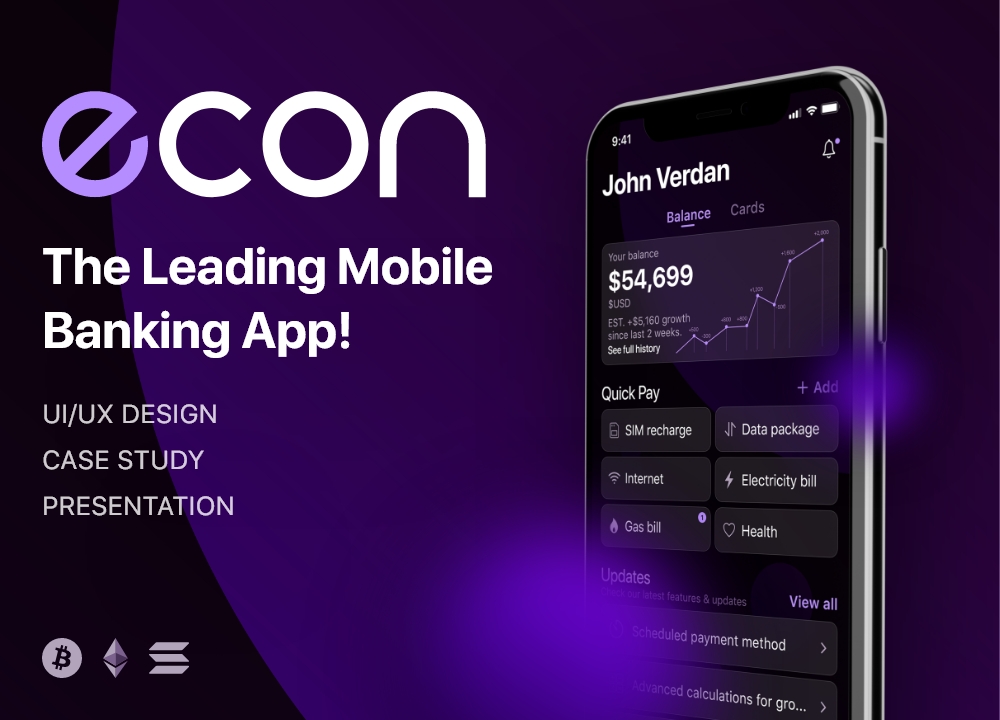 econ
The Leading Mobile
Banking App!
UI/UX DESIGN
CASE STUDY
PRESENTATION
9:41
John Verdan
Balance
Cards
Your balance
$54,699
$USD
EST. +$5,160 growth
since last 2 weeks.
See full history
Quick Pay
+ Add
SIM recharge
Data package
Internet
Electricity bill
Gas bill
1
Health
Updates
Check our latest features & updates
View all
Scheduled payment method
Advanced calculations for gro...